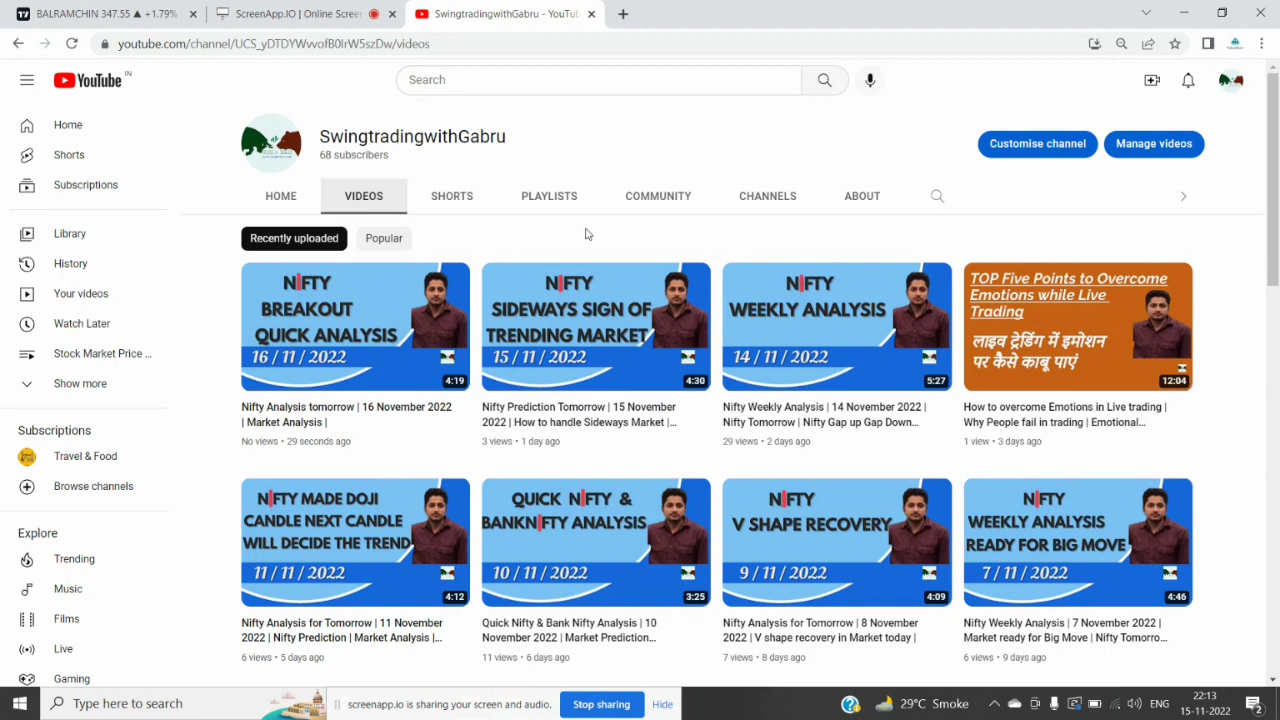 BALRAMCHIN 347.55 ▲ +1.79%
ScreenApp.IO | Online Scree
SwingtradingwithGabru - YouTub
youtube.com/channel/UCS_yDTDYWvvofB0IrW5szDw/videos
YouTube IN
Search
Home
Shorts
Subscriptions
Library
History
Your videos
Watch Later
Stock Market Price ...
Show more
Subscriptions
Travel & Food
Browse channels
Explore
Trending
Music
Films
Live
Gaming
SwingtradingwithGabru
68 subscribers
Customise channel
Manage videos
HOME
VIDEOS
SHORTS
PLAYLISTS
COMMUNITY
CHANNELS
ABOUT
Recently uploaded
Popular
NIFTY
BREAKOUT
QUICK ANALYSIS
16 / 11 / 2022
4:19
Nifty Analysis tomorrow | 16 November 2022
| Market Analysis |
No views • 29 seconds ago
NIFTY
SIDEWAYS SIGN OF
TRENDING MARKET
15 / 11 / 2022
4:30
Nifty Prediction Tomorrow | 15 November
2022 | How to handle Sideways Market |...
3 views • 1 day ago
NIFTY
WEEKLY ANALYSIS
14 / 11 / 2022
5:27
Nifty Weekly Analysis | 14 November 2022 |
Nifty Tomorrow | Nifty Gap up Gap Down...
29 views • 2 days ago
TOP Five Points to Overcome
Emotions while Live
Trading
लाइव ट्रेडिंग में इमोशन
पर कैसे काबू पाएं
12:04
How to overcome Emotions in Live trading |
Why People fail in trading | Emotional...
1 view • 3 days ago
NIFTY MADE DOJI
CANDLE NEXT CANDLE
WILL DECIDE THE TREND
11 / 11 / 2022
4:12
Nifty Analysis for Tomorrow | 11 November
2022 | Nifty Prediction | Market Analysis |...
6 views • 5 days ago
QUICK NIFTY &
BANKNIFTY ANALYSIS
10 / 11 / 2022
3:25
Quick Nifty & Bank Nifty Analysis | 10
November 2022 | Market Prediction...
11 views • 6 days ago
NIFTY
V SHAPE RECOVERY
9 / 11 / 2022
4:09
Nifty Analysis for Tomorrow | 8 November
2022 | V shape recovery in Market today |
7 views • 8 days ago
NIFTY
WEEKLY ANALYSIS
READY FOR BIG MOVE
7 / 11 / 2022
4:46
Nifty Weekly Analysis | 7 November 2022 |
Market ready for Big Move | Nifty Tomorro...
6 views • 9 days ago
Type here to search
screenapp.io is sharing your screen and audio.
Stop sharing
Hide
29°C Smoke
ENG
22:13
15-11-2022
2